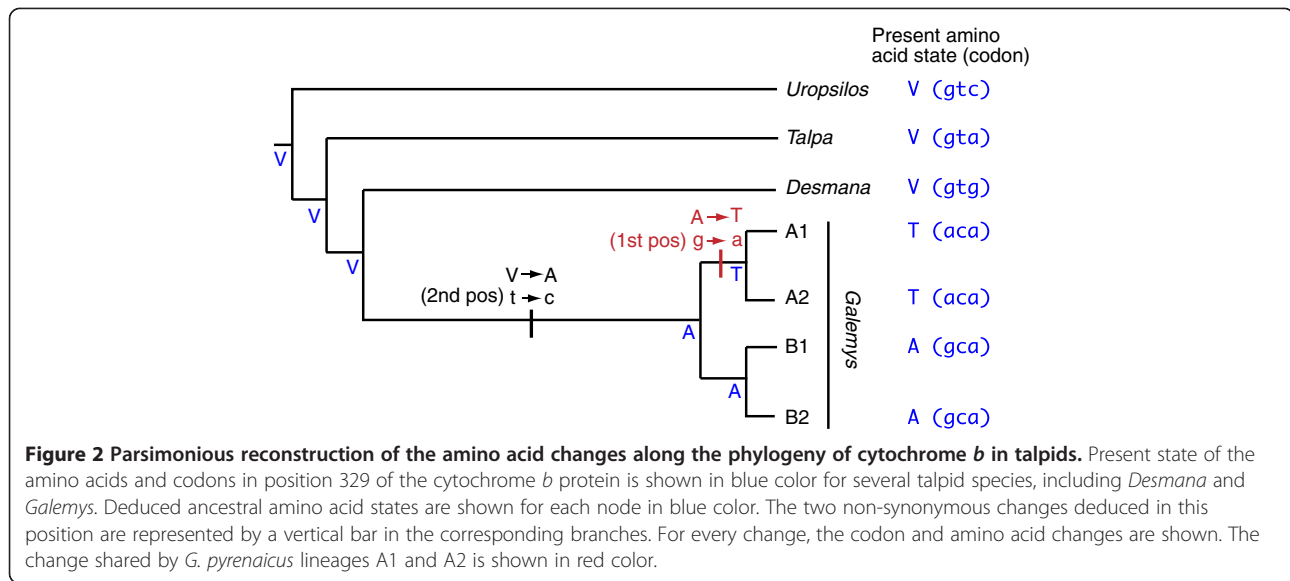 Present amino
acid state (codon)
Uropsilos V (gtc)
V
Talpa V (gta)
V
Desmana V (gtg)
V
A→T
(1st pos) g→a
A1 T (aca)
T
V→A
(2nd pos) t→c
A2 T (aca)
A
Galemys
B1 A (gca)
A
B2 A (gca)
Figure 2 Parsimonious reconstruction of the amino acid changes along the phylogeny of cytochrome b in talpids. Present state of the
amino acids and codons in position 329 of the cytochrome b protein is shown in blue color for several talpid species, including Desmana and
Galemys. Deduced ancestral amino acid states are shown for each node in blue color. The two non-synonymous changes deduced in this
position are represented by a vertical bar in the corresponding branches. For every change, the codon and amino acid changes are shown. The
change shared by G. pyrenaicus lineages A1 and A2 is shown in red color.